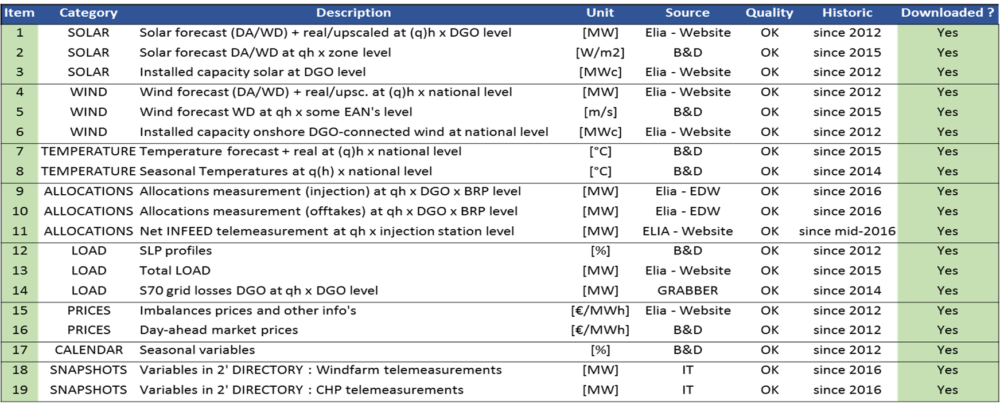 Item Category Description Unit Source Quality Historic Downloaded ?
1 SOLAR Solar forecast (DA/WD) + real/upscaled at (q)h x DGO level [MW] Elia - Website OK since 2012 Yes
2 SOLAR Solar forecast DA/WD at qh x zone level [W/m2] B&D OK since 2015 Yes
3 SOLAR Installed capacity solar at DGO level [MWc] Elia - Website OK since 2012 Yes
4 WIND Wind forecast (DA/WD) + real/upsc. at (q)h x national level [MW] Elia - Website OK since 2012 Yes
5 WIND Wind forecast WD at qh x some EAN's level [m/s] B&D OK since 2015 Yes
6 WIND Installed capacity onshore DGO-connected wind at national level [MWc] Elia - Website OK since 2012 Yes
7 TEMPERATURE Temperature forecast + real at (q)h x national level [°C] B&D OK since 2015 Yes
8 TEMPERATURE Seasonal Temperatures at q(h) x national level [°C] B&D OK since 2014 Yes
9 ALLOCATIONS Allocations measurement (injection) at qh x DGO x BRP level [MW] Elia - EDW OK since 2016 Yes
10 ALLOCATIONS Allocations measurement (offtakes) at qh x DGO x BRP level [MW] Elia - EDW OK since 2016 Yes
11 ALLOCATIONS Net INFEED telemeasurement at qh x injection station level [MW] ELIA - Website OK since mid-2016 Yes
12 LOAD SLP profiles [%] B&D OK since 2012 Yes
13 LOAD Total LOAD [MW] Elia - Website OK since 2015 Yes
14 LOAD S70 grid losses DGO at qh x DGO level [MW] GRABBER OK since 2014 Yes
15 PRICES Imbalances prices and other info's [€/MWh] Elia - Website OK since 2012 Yes
16 PRICES Day-ahead market prices [€/MWh] B&D OK since 2012 Yes
17 CALENDAR Seasonal variables [%] B&D OK since 2012 Yes
18 SNAPSHOTS Variables in 2' DIRECTORY : Windfarm telemeasurements [MW] IT OK since 2016 Yes
19 SNAPSHOTS Variables in 2' DIRECTORY : CHP telemeasurements [MW] IT OK since 2016 Yes